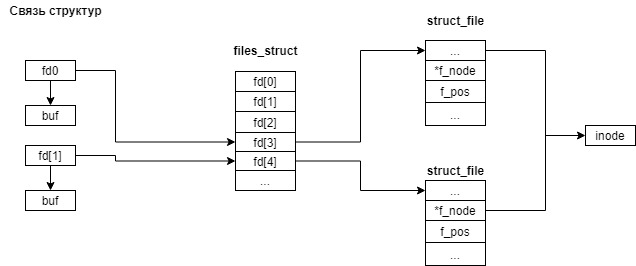 Связь структур
fd0
buf
fd[1]
buf
files_struct
fd[0]
fd[1]
fd[2]
fd[3]
fd[4]
...
struct_file
...
*f_node
f_pos
...
struct_file
...
*f_node
f_pos
...
inode